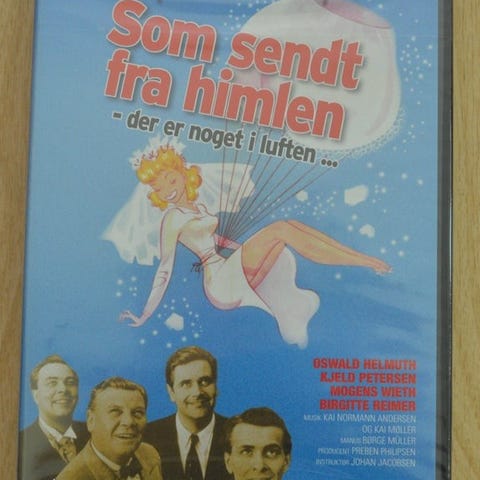 Som sendt
fra himlen
- der er noget i luften ...
OSWALD HELMUTH
KJELD PETERSEN
MOGENS WIETH
BIRGITTE REIMER
MUSIK: KAI NORMANN ANDERSEN
OG KAI MØLLER
MANUS: BØRGE MÜLLER
PRODUCENT: PREBEN PHILIPSEN
INSTRUKTØR: JOHAN JACOBSEN